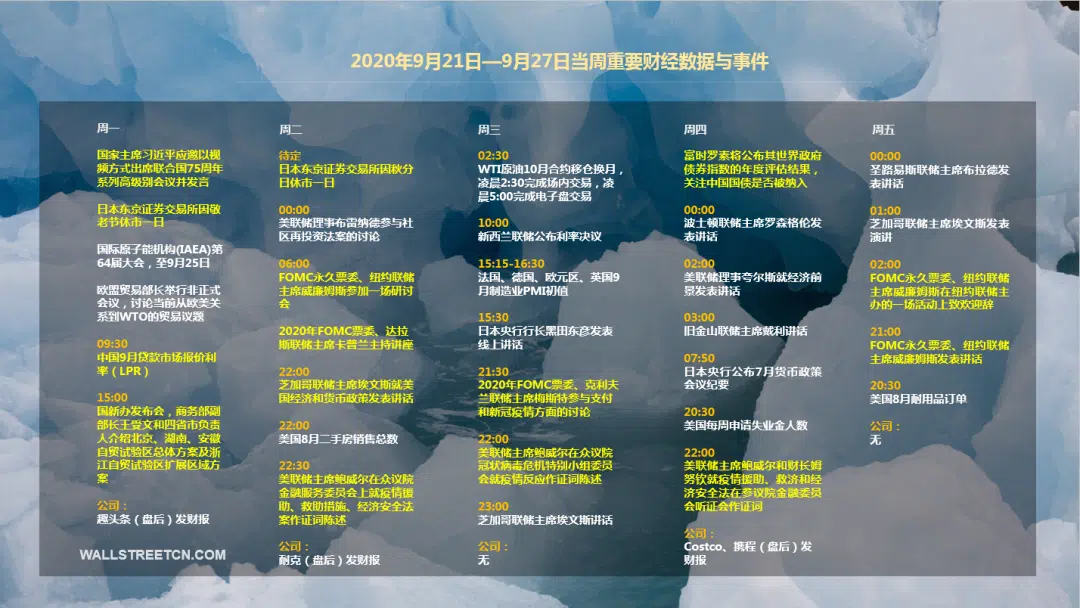 2020年9月21日—9月27日当周重要财经数据与事件
周一
国家主席习近平应邀以视
频方式出席联合国75周年
系列高级别会议并发言
日本东京证券交易所因敬
老节休市一日
国际原子能机构(IAEA)第
64届大会，至9月25日
欧盟贸易部长举行非正式
会议，讨论当前从欧美关
系到WTO的贸易议题
09:30
中国9月贷款市场报价利
率（LPR）
15:00
国新办发布会，商务部副
部长王受文和四省市负责
人介绍北京、湖南、安徽
自贸试验区总体方案及浙
江自贸试验区扩展区域方
案
公司：
趣头条（盘后）发财报
周二
待定
日本东京证券交易所因秋分
日休市一日
00:00
美联储理事布雷纳德参与社
区再投资法案的讨论
06:00
FOMC永久票委、纽约联储
主席威廉姆斯参加一场研讨
会
2020年FOMC票委、达拉
斯联储主席卡普兰主持讲座
22:00
芝加哥联储主席埃文斯就美
国经济和货币政策发表讲话
22:00
美国8月二手房销售总数
22:30
美联储主席鲍威尔在众议院
金融服务委员会上就疫情援
助、救助措施、经济安全法
案作证词陈述
公司：
耐克（盘后）发财报
周三
02:30
WTI原油10月合约移仓换月，
凌晨2:30完成场内交易，凌
晨5:00完成电子盘交易
10:00
新西兰联储公布利率决议
15:15-16:30
法国、德国、欧元区、英国9
月制造业PMI初值
15:30
日本央行行长黑田东彦发表
线上讲话
21:30
2020年FOMC票委、克利夫
兰联储主席梅斯特参与支付
和新冠疫情方面的讨论
22:00
美联储主席鲍威尔在众议院
冠状病毒危机特别小组委员
会就疫情反应作证词陈述
23:00
芝加哥联储主席埃文斯讲话
公司：
无
周四
富时罗素将公布其世界政府
债券指数的年度评估结果，
关注中国国债是否被纳入
00:00
波士顿联储主席罗森格伦发
表讲话
02:00
美联储理事夸尔斯就经济前
景发表讲话
03:00
旧金山联储主席戴利讲话
07:50
日本央行公布7月货币政策
会议纪要
20:30
美国每周申请失业金人数
22:00
美联储主席鲍威尔和财长姆
努钦就疫情援助、救济和经
济安全法在参议院金融委员
会听证会作证词
公司：
Costco、携程（盘后）发
财报
周五
00:00
圣路易斯联储主席布拉德发
表讲话
01:00
芝加哥联储主席埃文斯发表
演讲
02:00
FOMC永久票委、纽约联储
主席威廉姆斯在纽约联储主
办的一场活动上致欢迎辞
21:00
FOMC永久票委、纽约联储
主席威廉姆斯发表讲话
20:30
美国8月耐用品订单
公司：
无
WALLSTREETCN.COM